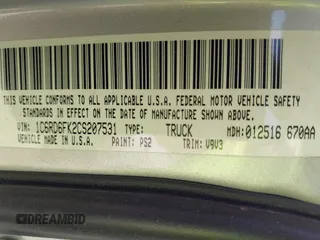 THIS VEHICLE CONFORMS TO ALL APPLICABLE U.S.A. FEDERAL MOTOR VEHICLE SAFETY
STANDARDS IN EFFECT ON THE DATE OF MANUFACTURE SHOWN ABOVE
VIN: 1C6RD6FK2CS207531 TYPE: TRUCK MDH: 012516 670AA
VEHICLE MADE IN U.S.A. PAINT: PS2 TRIM: V9V3
DREAMBID